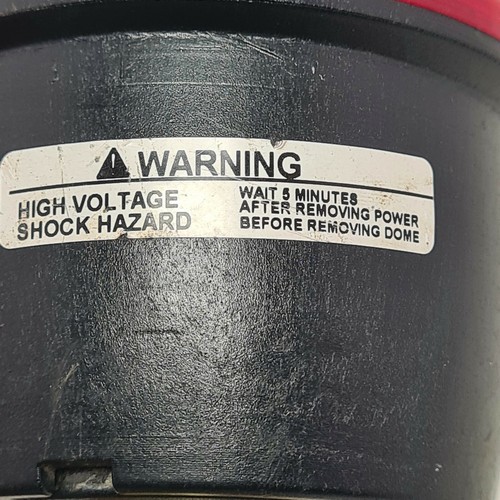 WARNING
HIGH VOLTAGE
SHOCK HAZARD
WAIT 5 MINUTES
AFTER REMOVING POWER
BEFORE REMOVING DOME